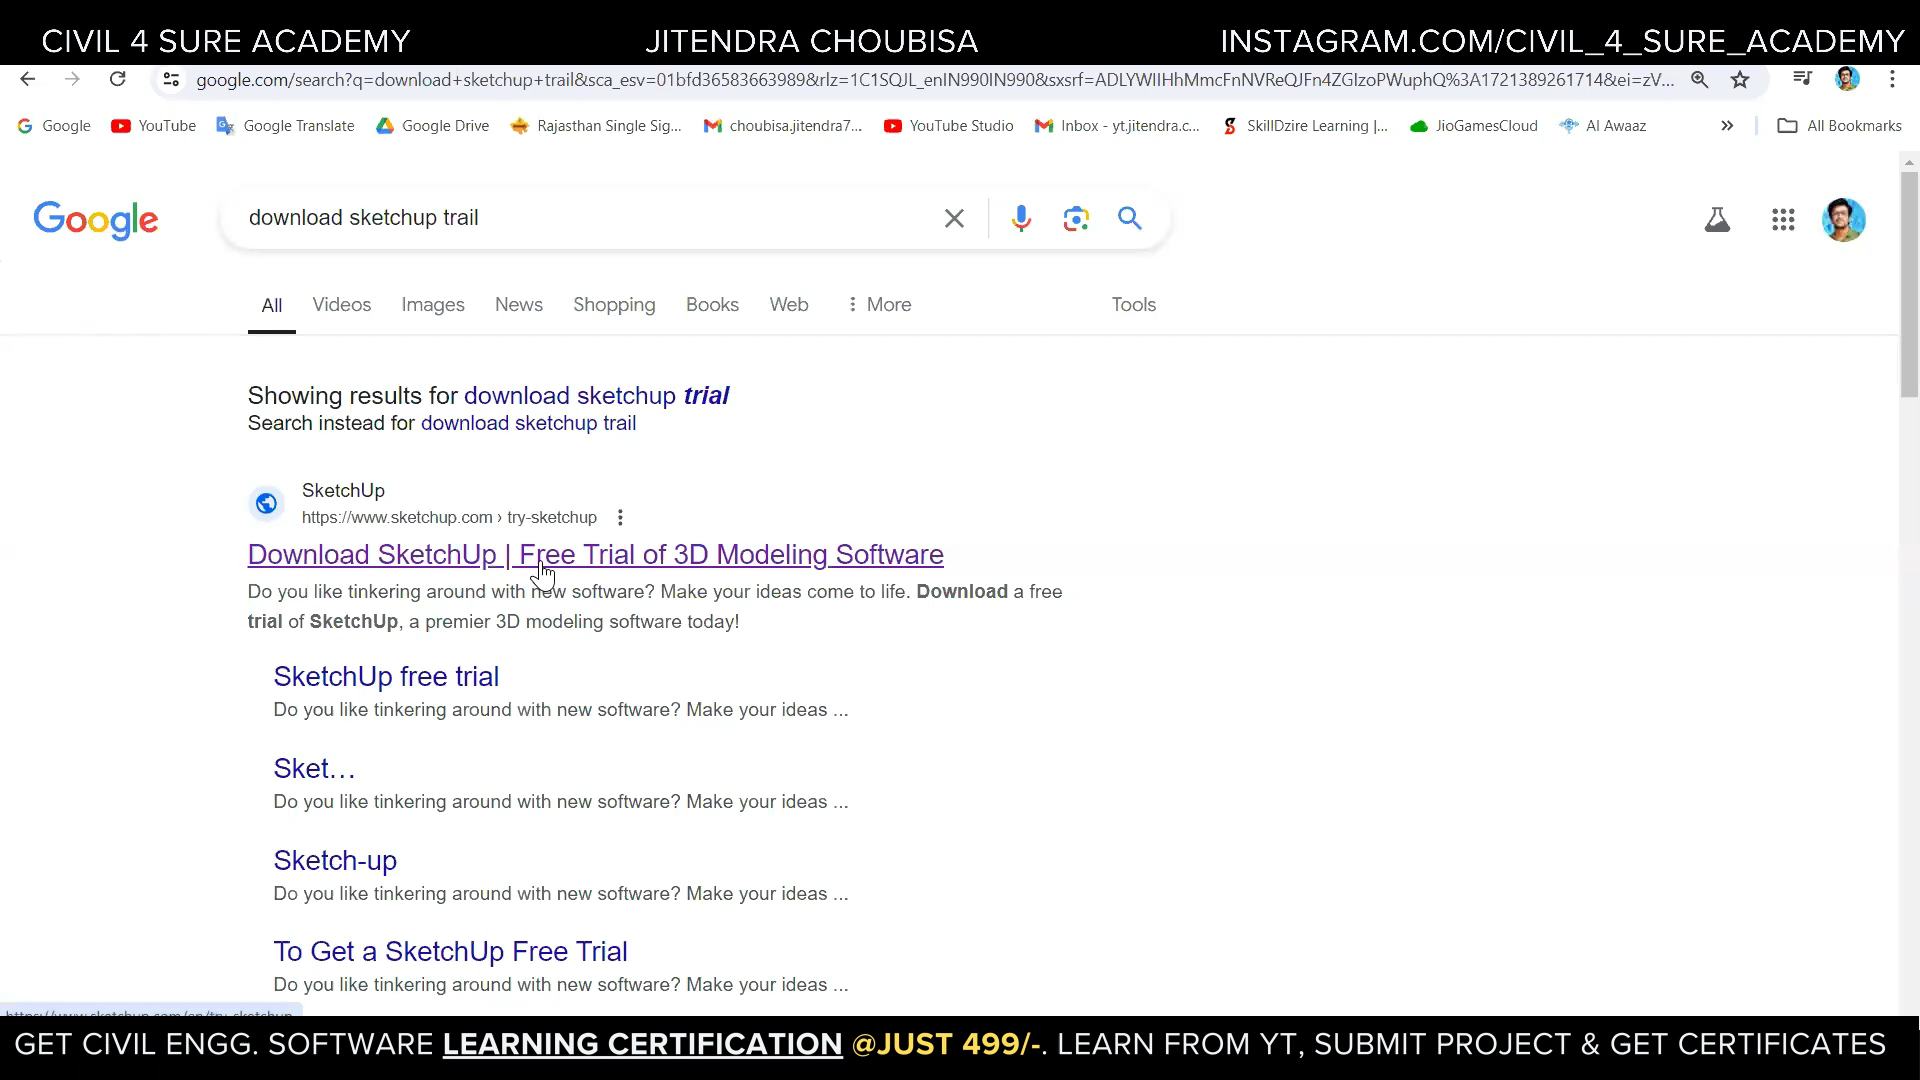 CIVIL 4 SURE ACADEMY
JITENDRA CHOUBISA
INSTAGRAM.COM/CIVIL_4_SURE_ACADEMY
google.com/search?q=download+sketchup+trail&sca_esv=01bfd36583663989&rlz=1C1SQJL_enIN990IN990&sxsrf=ADLYWIIHhMmcFnNVReQJFn4ZGlzoPWuphQ%3A1721389261714&ei=zV...
Google YouTube Google Translate Google Drive Rajasthan Single Sig... choubisa.jitendra7... YouTube Studio Inbox - yt.jitendra.c... SkillDzire Learning |... JioGamesCloud AI Awaaz » All Bookmarks
Google
download sketchup trail
All Videos Images News Shopping Books Web More Tools
Showing results for download sketchup trial
Search instead for download sketchup trail
SketchUp
https://www.sketchup.com › try-sketchup
Download SketchUp | Free Trial of 3D Modeling Software
Do you like tinkering around with new software? Make your ideas come to life. Download a free
trial of SketchUp, a premier 3D modeling software today!
SketchUp free trial
Do you like tinkering around with new software? Make your ideas ...
Sket...
Do you like tinkering around with new software? Make your ideas ...
Sketch-up
Do you like tinkering around with new software? Make your ideas ...
To Get a SketchUp Free Trial
Do you like tinkering around with new software? Make your ideas ...
https://www.sketchup.com/en/try-sketchup
GET CIVIL ENGG. SOFTWARE LEARNING CERTIFICATION @JUST 499/-. LEARN FROM YT, SUBMIT PROJECT & GET CERTIFICATES